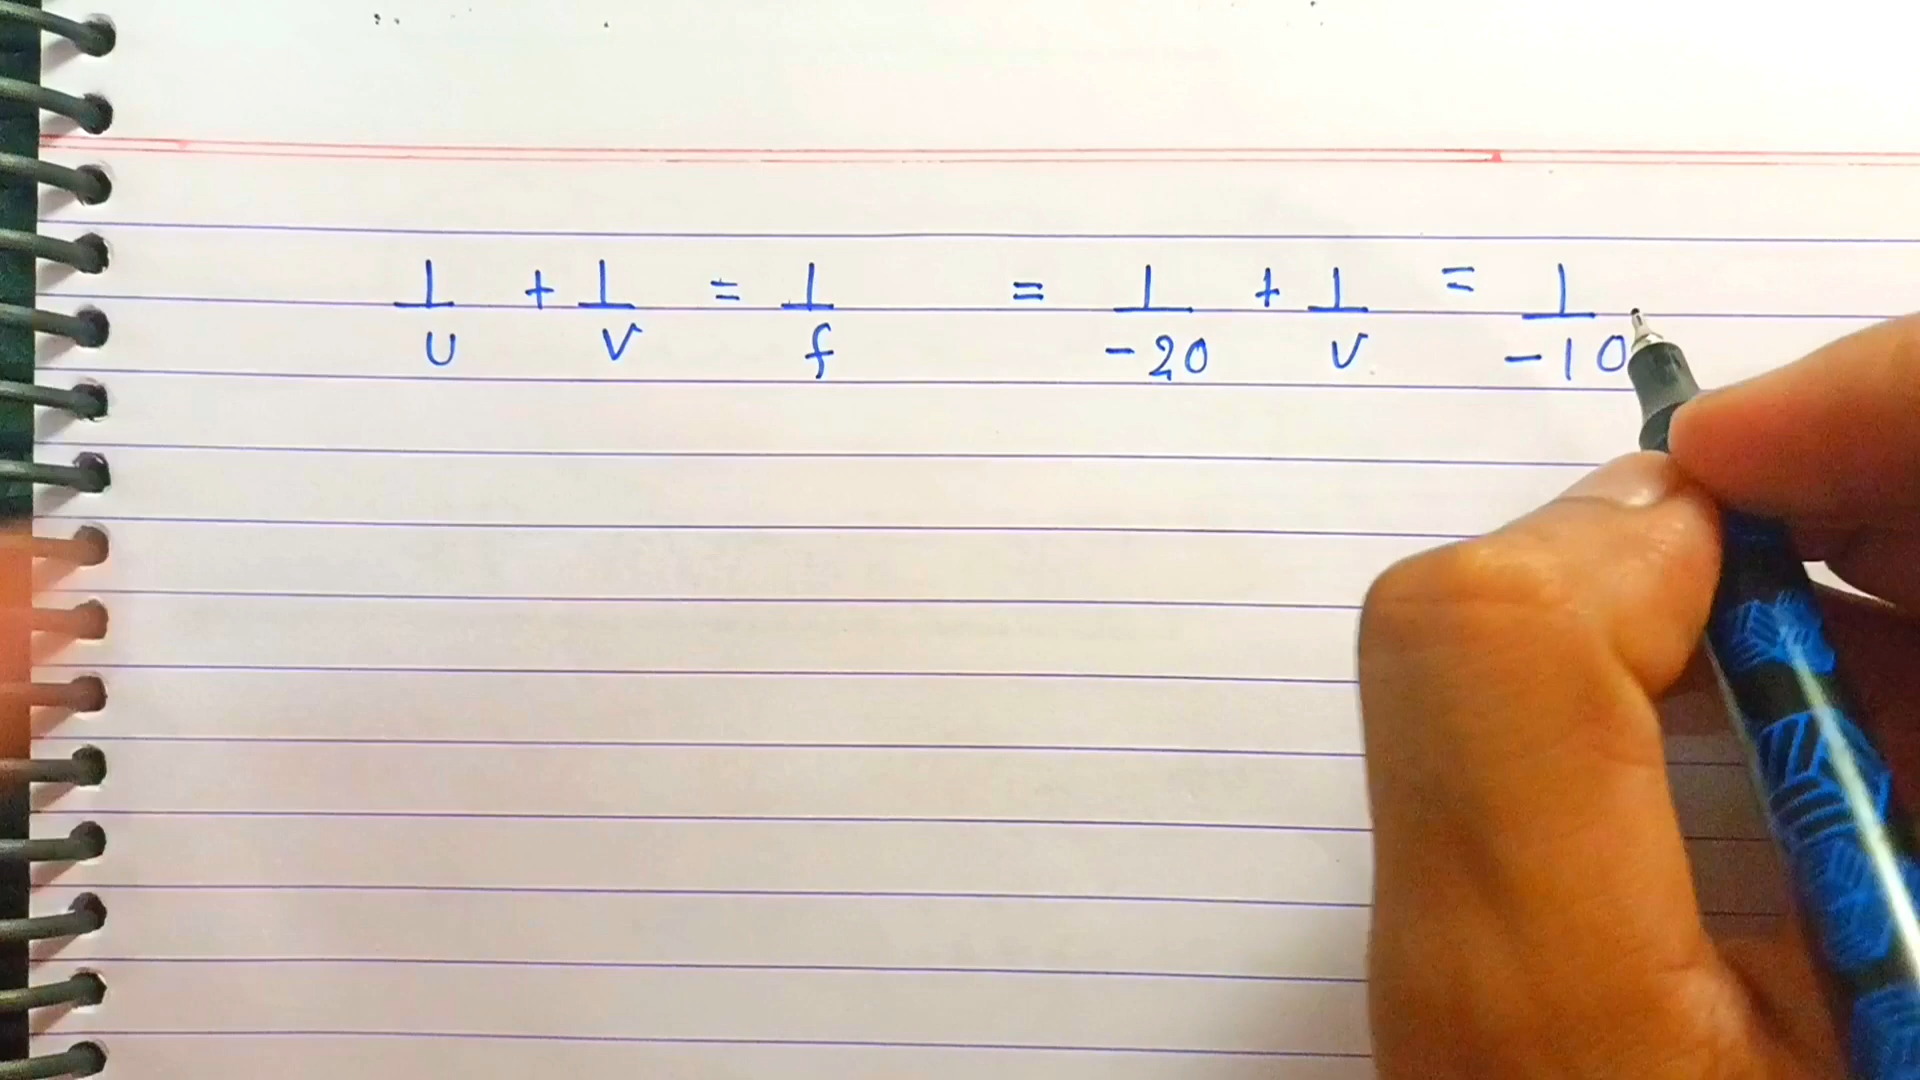 1/u + 1/v = 1/f = 1/-20 + 1/v = 1/-10